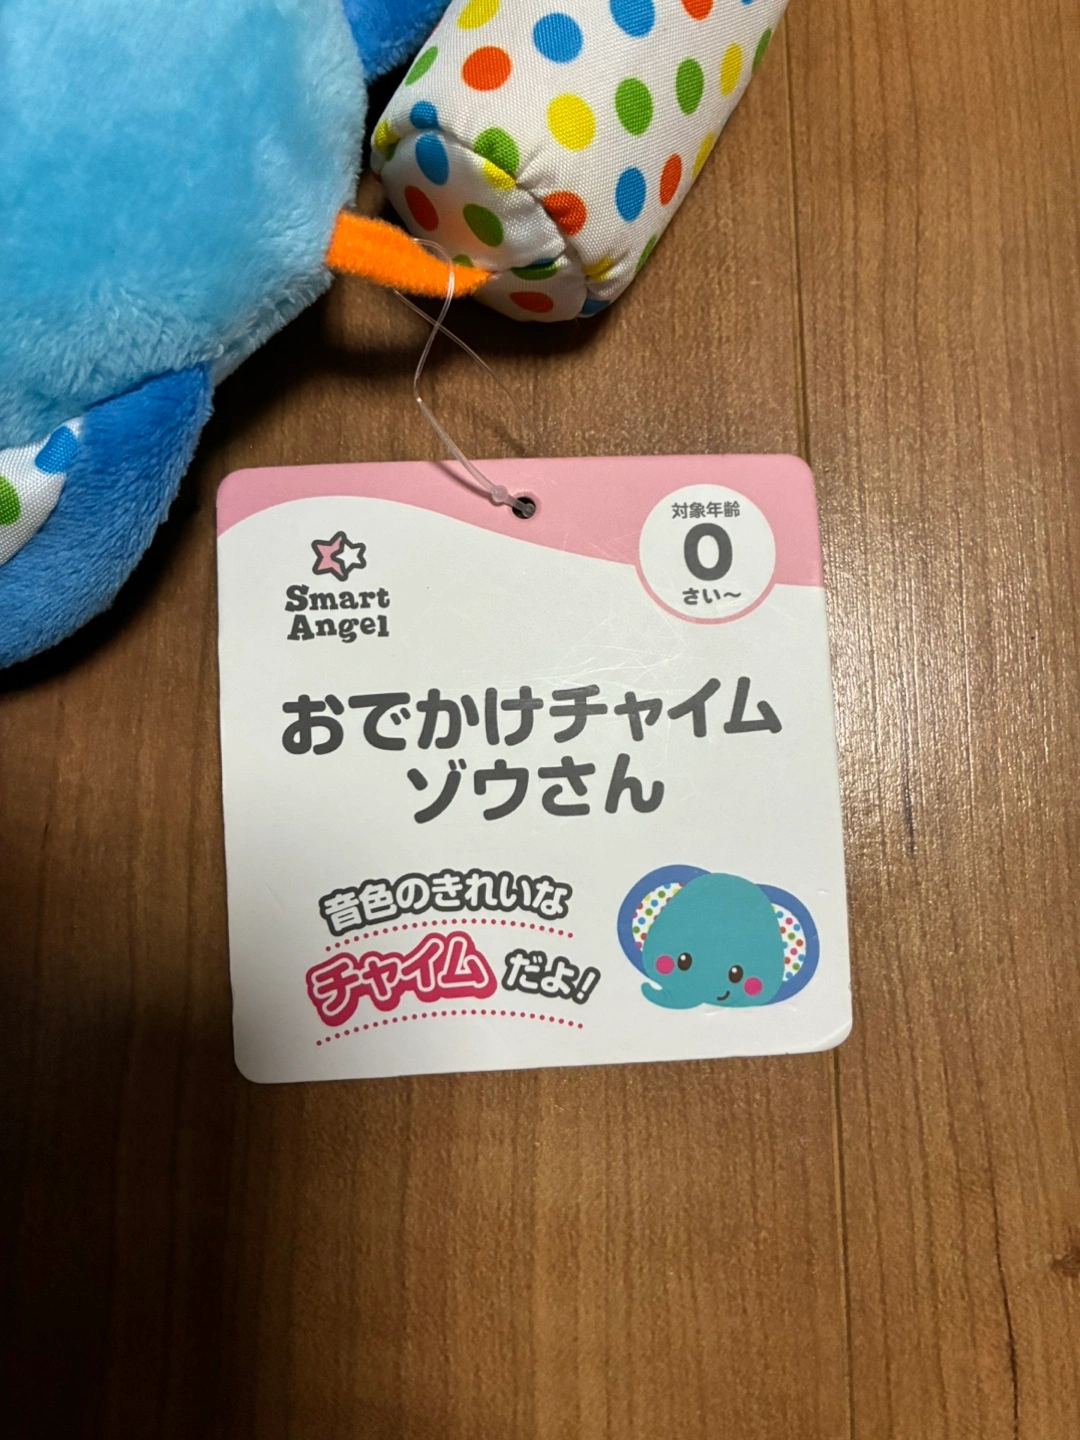 対象年齢
0
さい〜
Smart
Angel
おでかけチャイム
ゾウさん
音色のきれいな
チャイムだよ!